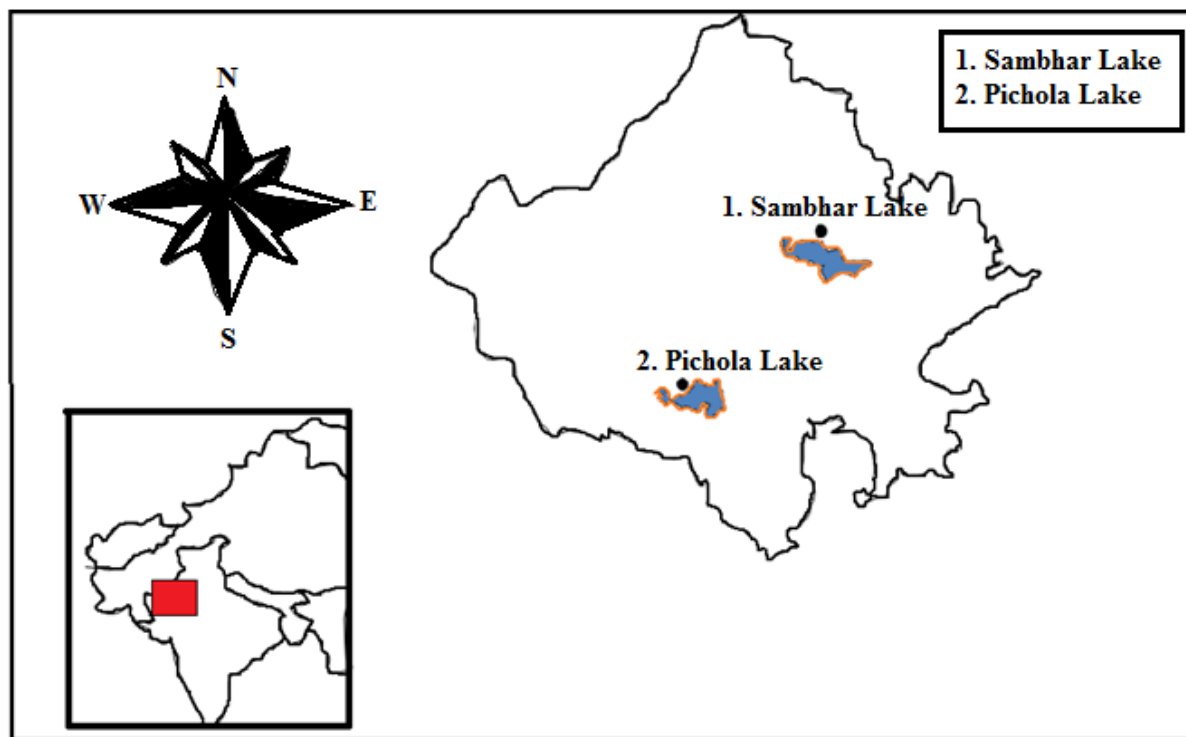 N
W
E
S
1. Sambhar Lake
2. Pichola Lake
1. Sambhar Lake
2. Pichola Lake